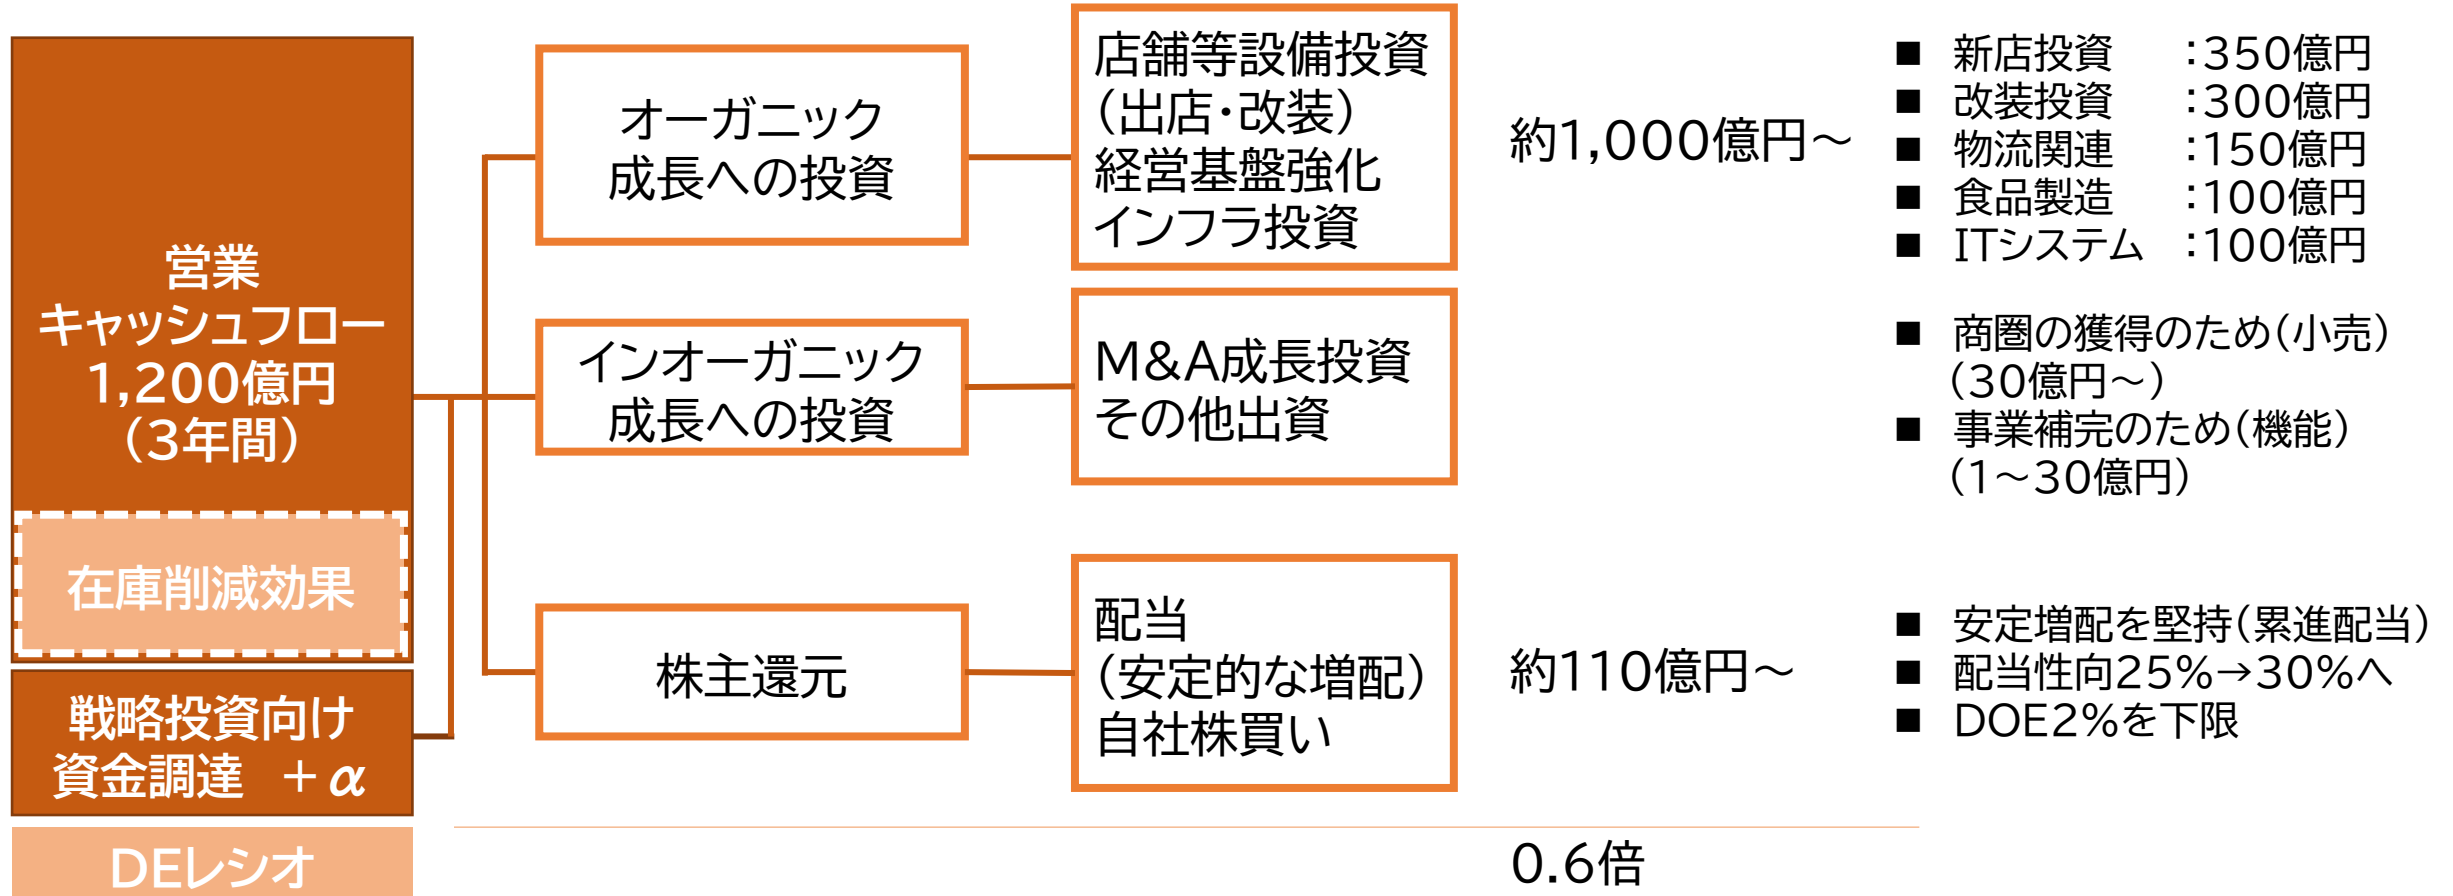 営業
キャッシュフロー
1,200億円
（3年間）
在庫削減効果
戦略投資向け
資金調達　＋α
DEレシオ
オーガニック
成長への投資
店舗等設備投資
（出店・改装）
経営基盤強化
インフラ投資
約1,000億円～
■ 新店投資　：350億円
■ 改装投資　：300億円
■ 物流関連　：150億円
■ 食品製造　：100億円
■ ITシステム　：100億円
インオーガニック
成長への投資
M&A成長投資
その他出資
■ 商圏の獲得のため（小売）
（30億円～）
■ 事業補完のため（機能）
（1～30億円）
株主還元
配当
（安定的な増配）
自社株買い
約110億円～
■ 安定増配を堅持（累進配当）
■ 配当性向25%→30%へ
■ DOE2%を下限
0.6倍